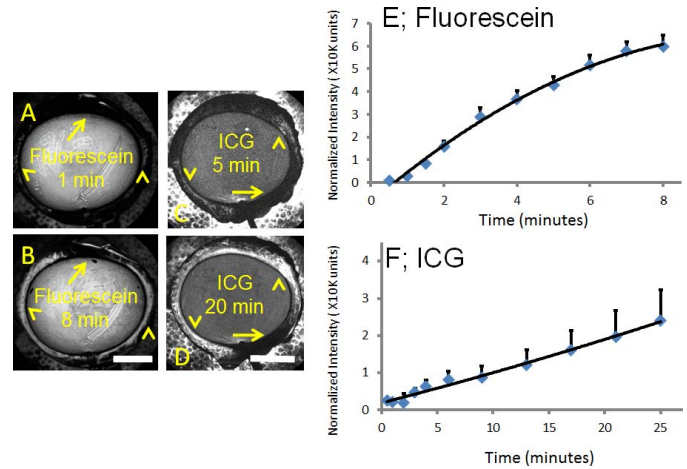 A
Fluorescein
1 min
B
Fluorescein
8 min
ICG
5 min
C
ICG
20 min
D
E; Fluorescein
Normalized Intensity ( X10K units)
7
6
5
4
3
2
1
0
0
2
4
6
8
Time (minutes)
F; ICG
Normalized Intensity (X10K units)
4
3
2
1
0
0
5
10
15
20
25
Time (minutes)